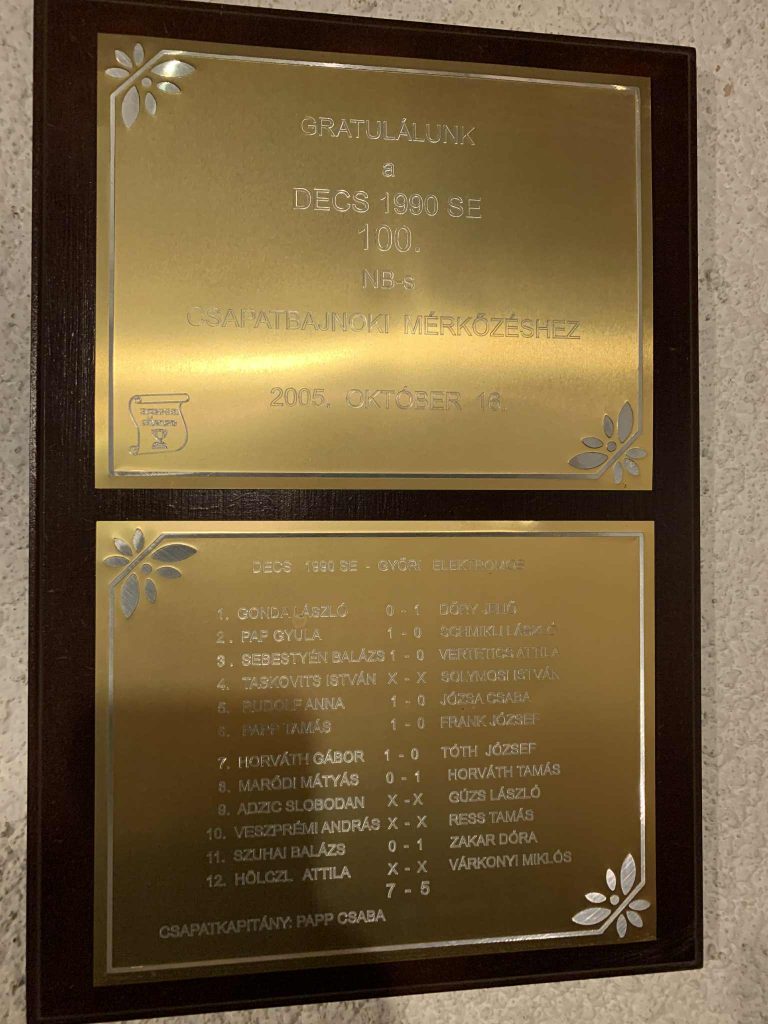 GRATULÁLUNK
a
DECS 1990 SE
100.
NB-s
CSAPATBAJNOKI MÉRKŐZÉSHEZ
2005. OKTÓBER 16.
DECS 1990 SE - GYŐRI ELEKTROMOS
1. GONDA LÁSZLÓ 0 - 1 DŐRY JENŐ
2. PAP GYULA 1 - 0 SCHMIKLI LÁSZLÓ
3. SEBESTYÉN BALÁZS 1 - 0 VERTETICS ATTILA
4. TASKOVITS ISTVÁN X - X SOLYMOSI ISTVÁN
5. RUDOLF ANNA 1 - 0 JÓZSA CSABA
6. PAPP TAMÁS 1 - 0 FRANK JÓZSEF
7. HORVÁTH GÁBOR 1 - 0 TÓTH JÓZSEF
8. MARÓDI MÁTYÁS 0 - 1 HORVÁTH TAMÁS
9. ADZIC SLOBODAN X - X GÚZS LÁSZLÓ
10. VESZPRÉMI ANDRÁS X - X RESS TAMÁS
11. SZUHAI BALÁZS 0 - 1 ZAKAR DÓRA
12. HÖLCZL ATTILA X - X VÁRKONYI MIKLÓS
7 - 5
CSAPATKAPITÁNY: PAPP CSABA